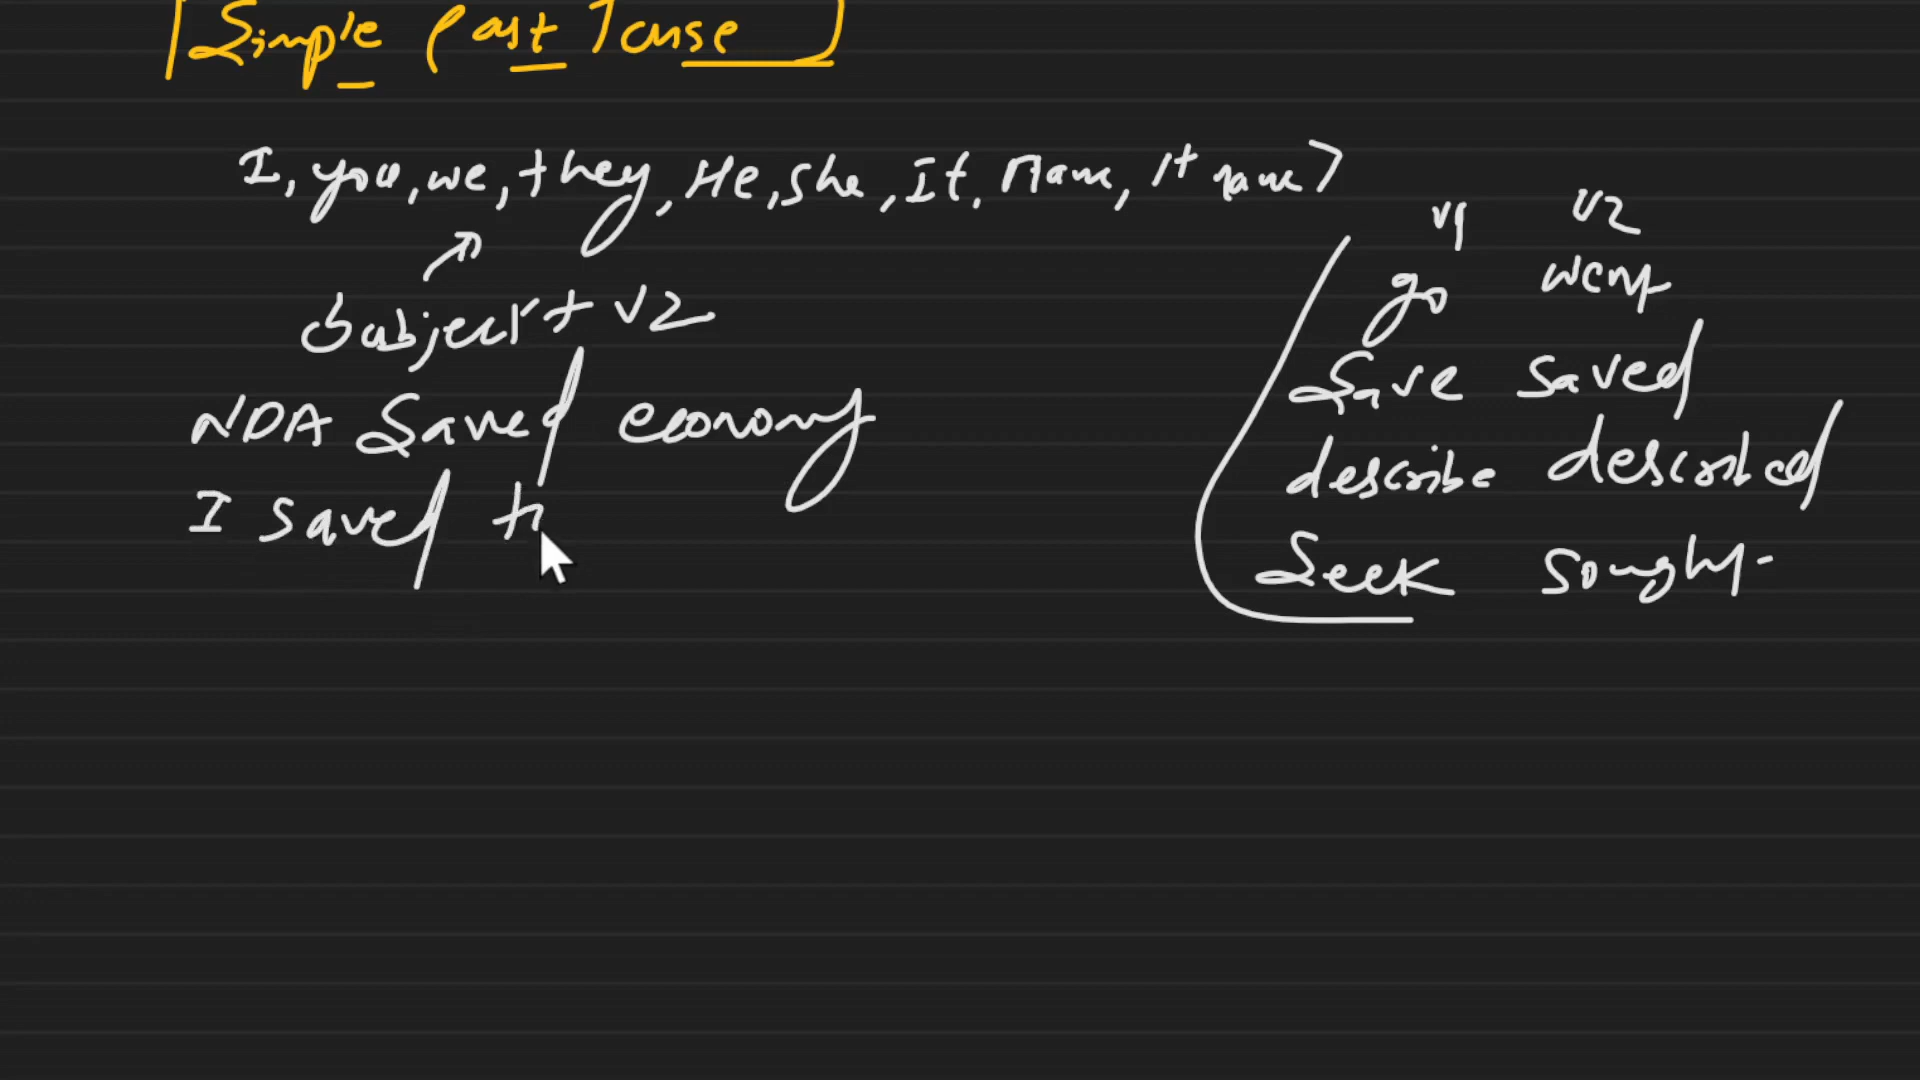 Simple Past Tense
I, you, we, they, He, she, It, Name, 1+ name
Subject + V2
NDA Saved economy
I saved
V1 V2
go went
Save saved
describe described
Seek sought